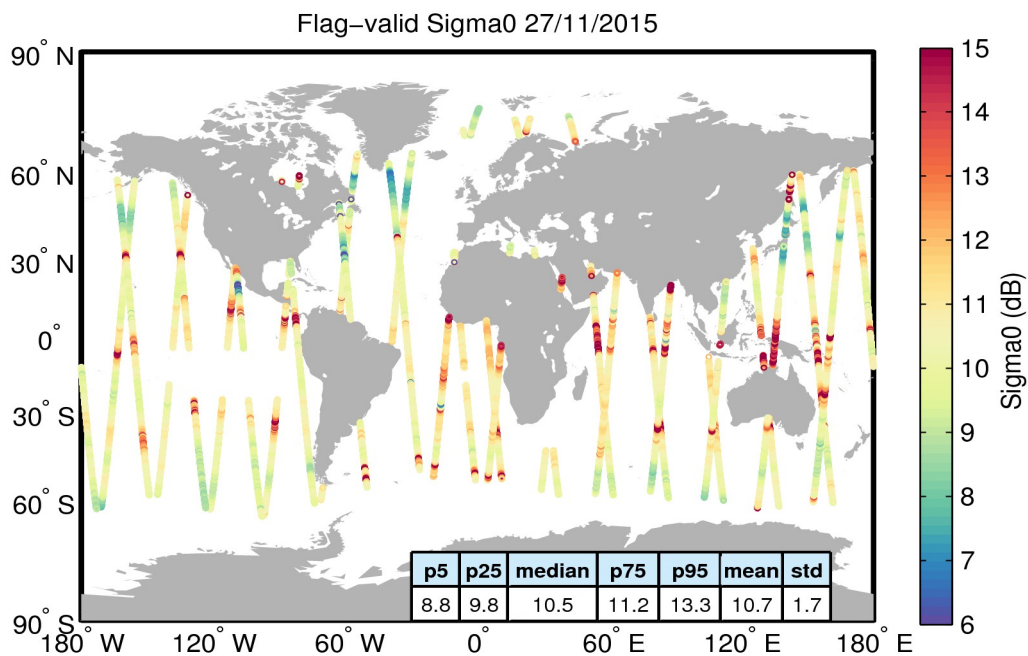 Flag−valid Sigma0 27/11/2015
90° N
60° N
30° N
0°
30° S
60° S
90° S
180° W
120° W
60° W
0°
60° E
120° E
180° E
p5 p25 median p75 p95 mean std
8.8 9.8 10.5 11.2 13.3 10.7 1.7
15
14
13
12
11
10
9
8
7
6
Sigma0 (dB)